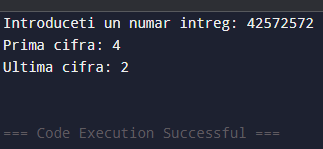 Introduceti un numar intreg: 42572572
Prima cifra: 4
Ultima cifra: 2
=== Code Execution Successful ===